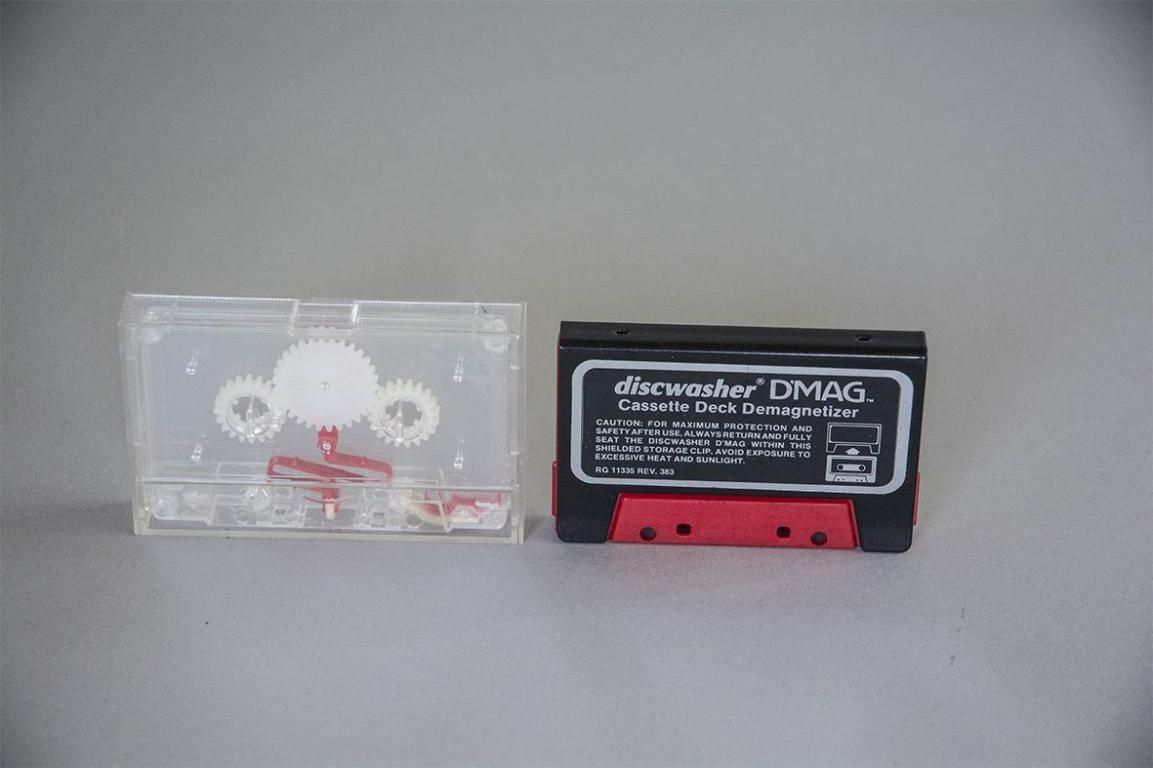 discwasher® D'MAG™
Cassette Deck Demagnetizer
CAUTION: FOR MAXIMUM PROTECTION AND
SAFETY AFTER USE, ALWAYS RETURN AND FULLY
SEAT THE DISCWASHER D'MAG WITHIN THIS
SHIELDED STORAGE CLIP. AVOID EXPOSURE TO
EXCESSIVE HEAT AND SUNLIGHT.
RG 11335 REV. 383